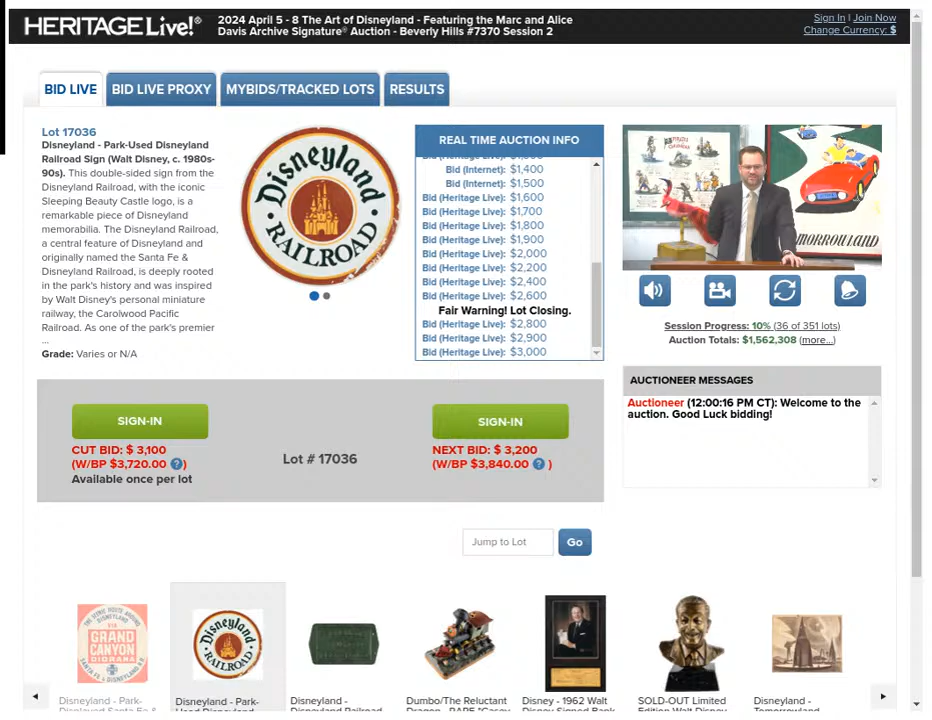 HERITAGE Live!®
2024 April 5 - 8 The Art of Disneyland - Featuring the Marc and Alice
Davis Archive Signature® Auction - Beverly Hills #7370 Session 2
Sign In | Join Now
Change Currency: $
BID LIVE
BID LIVE PROXY
MYBIDS/TRACKED LOTS
RESULTS
Lot 17036
Disneyland - Park-Used Disneyland
Railroad Sign (Walt Disney, c. 1980s-
90s). This double-sided sign from the
Disneyland Railroad, with the iconic
Sleeping Beauty Castle logo, is a
remarkable piece of Disneyland
memorabilia. The Disneyland Railroad,
a central feature of Disneyland and
originally named the Santa Fe &
Disneyland Railroad, is deeply rooted
in the park's history and was inspired
by Walt Disney's personal miniature
railway, the Carolwood Pacific
Railroad. As one of the park's premier
...
Grade: Varies or N/A
Disneyland
RAILROAD
REAL TIME AUCTION INFO
Bid (Internet): $1,400
Bid (Internet): $1,500
Bid (Heritage Live): $1,600
Bid (Heritage Live): $1,700
Bid (Heritage Live): $1,800
Bid (Heritage Live): $1,900
Bid (Heritage Live): $2,000
Bid (Heritage Live): $2,200
Bid (Heritage Live): $2,400
Bid (Heritage Live): $2,600
Fair Warning! Lot Closing.
Bid (Heritage Live): $2,800
Bid (Heritage Live): $2,900
Bid (Heritage Live): $3,000
Session Progress: 10% (36 of 351 lots)
Auction Totals: $1,562,308 (more...)
AUCTIONEER MESSAGES
Auctioneer (12:00:16 PM CT): Welcome to the
auction. Good Luck bidding!
SIGN-IN
CUT BID: $ 3,100
(W/BP $3,720.00 ?)
Available once per lot
Lot # 17036
SIGN-IN
NEXT BID: $ 3,200
(W/BP $3,840.00 ? )
Jump to Lot
Go
GRAND
CANYON
DIORAMA
Disneyland
RAILROAD
Disneyland - Park-
Disneyland - Park-
Disneyland -
Dumbo/The Reluctant
Disney - 1962 Walt
SOLD-OUT Limited
Disneyland -
Displayed Santa Fe &
Used Disneyland
Disneyland Railroad
Dragon - RARE "Casey
Disney Signed Bank
Edition Walt Disney
Tomorrowland